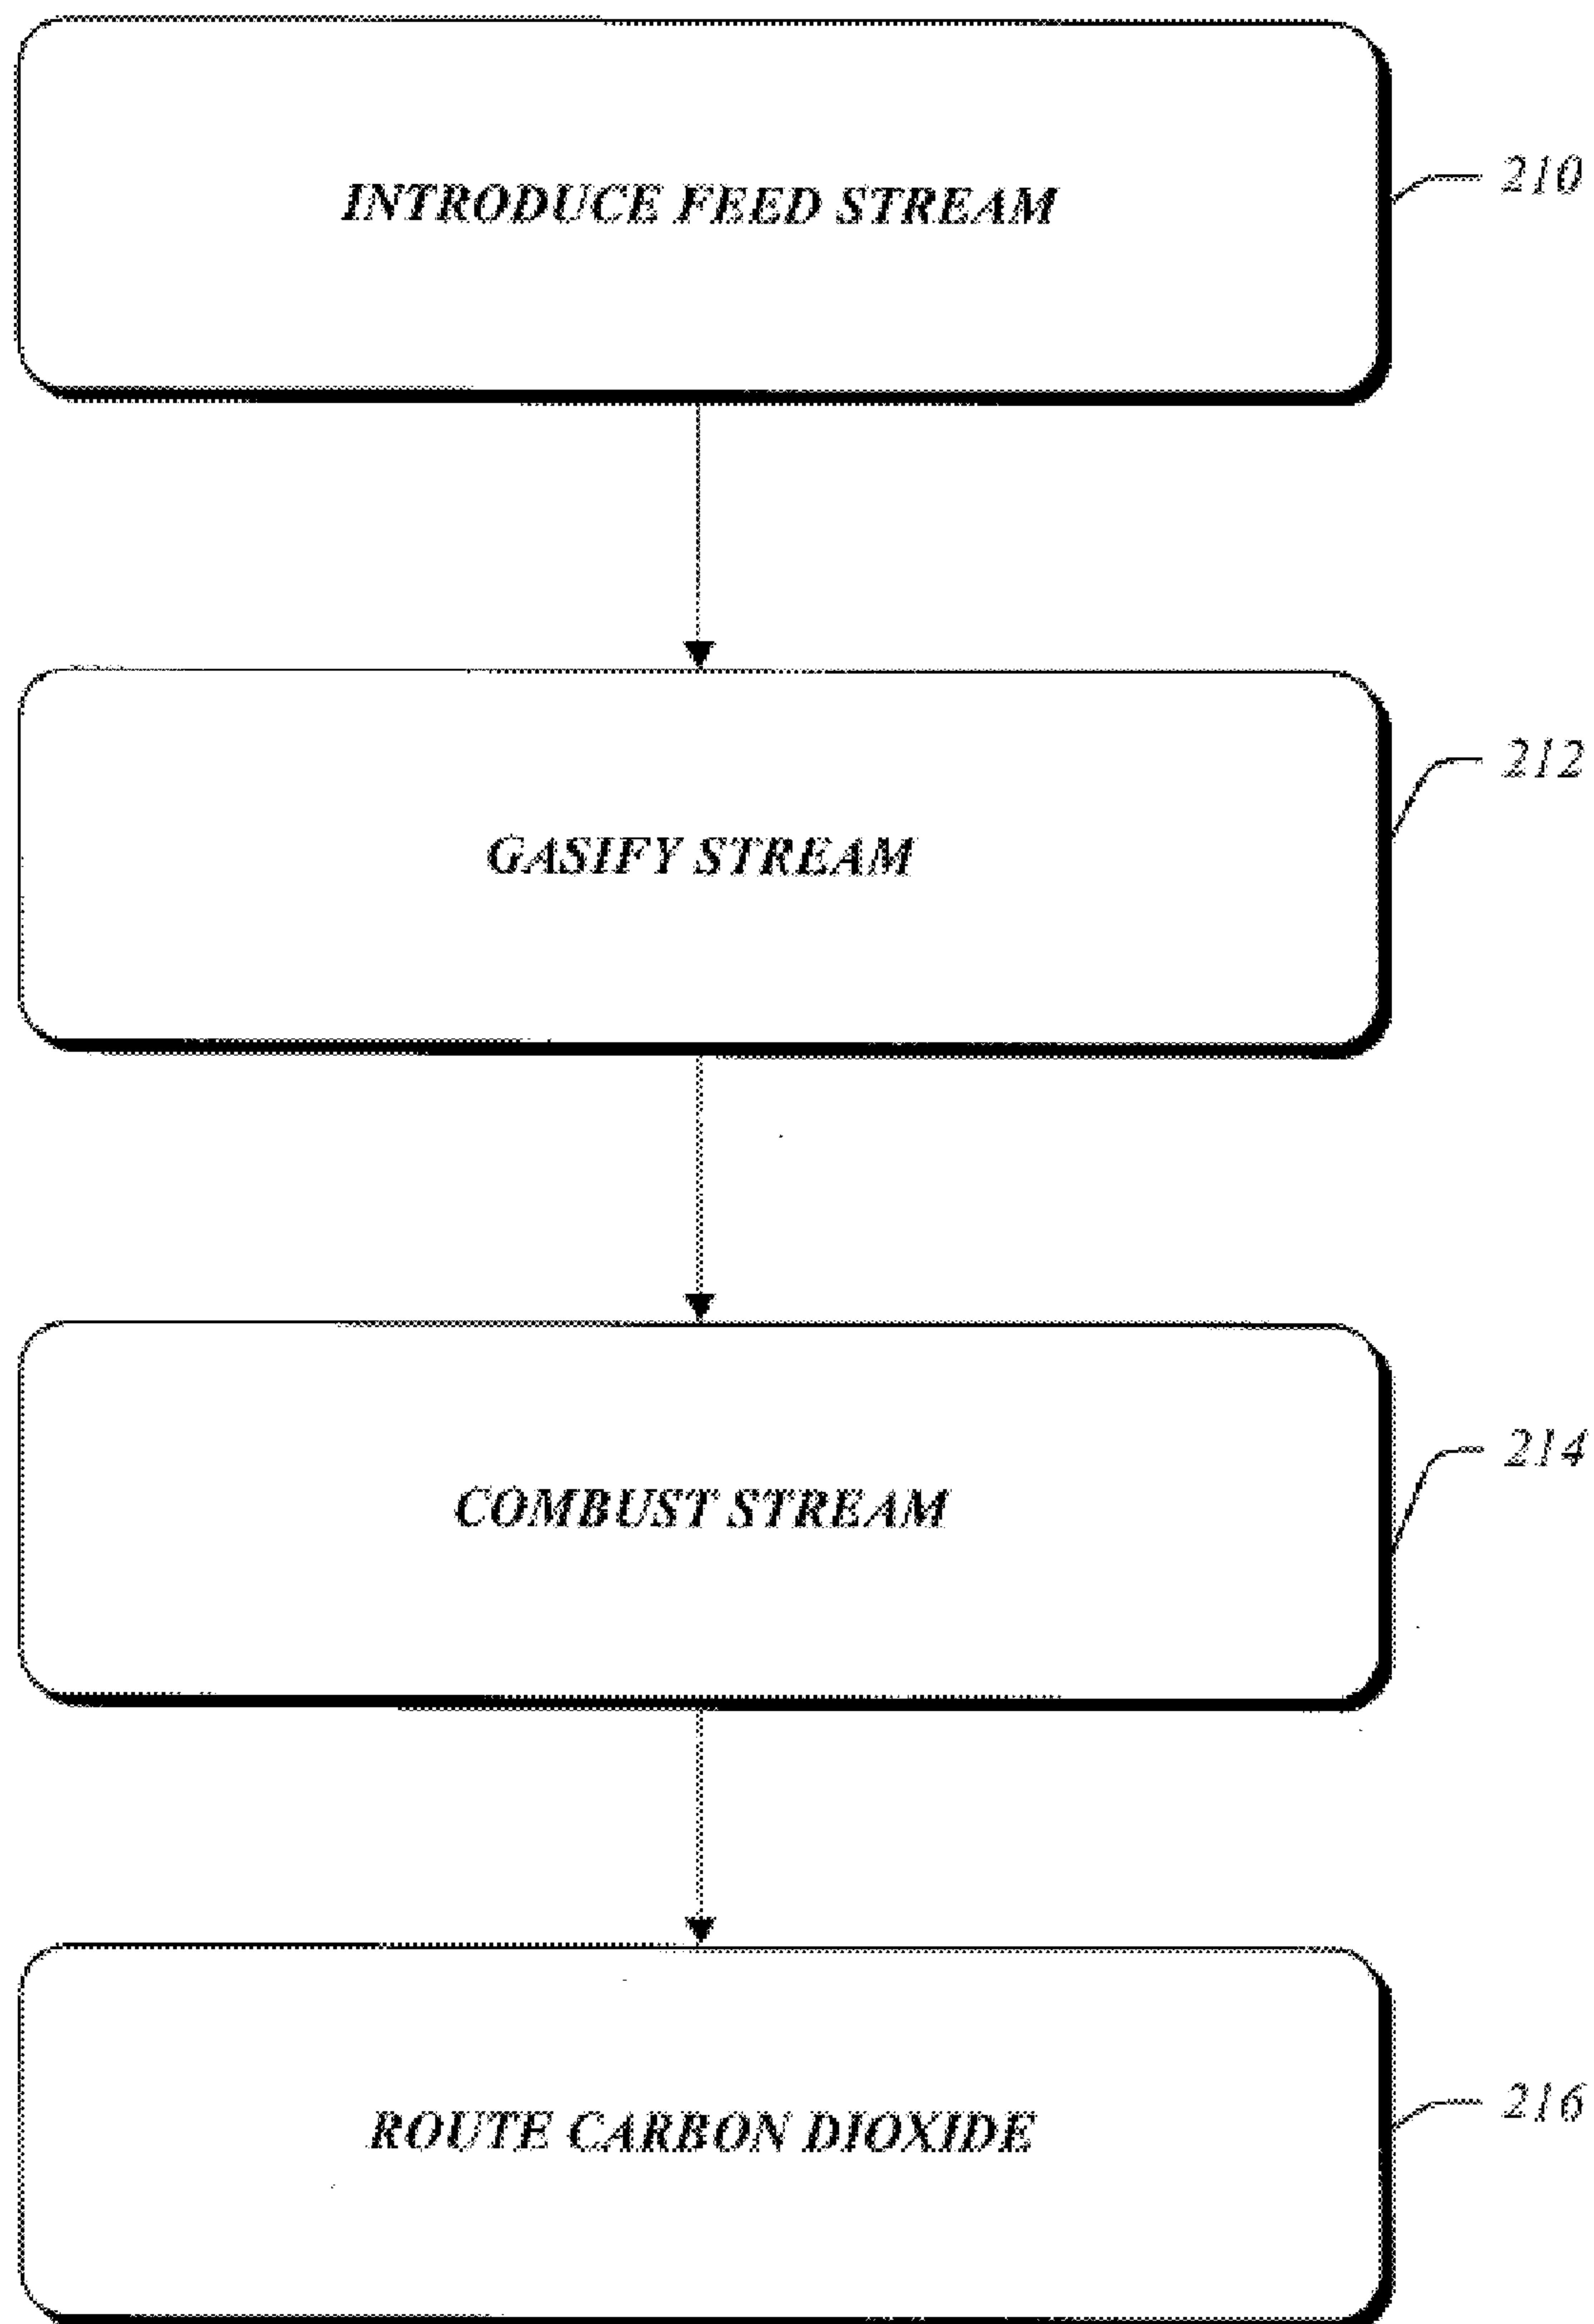 INTRODUCE FEED STREAM
210
GASIFY STREAM
212
COMBUST STREAM
214
ROUTE CARBON DIOXIDE
216